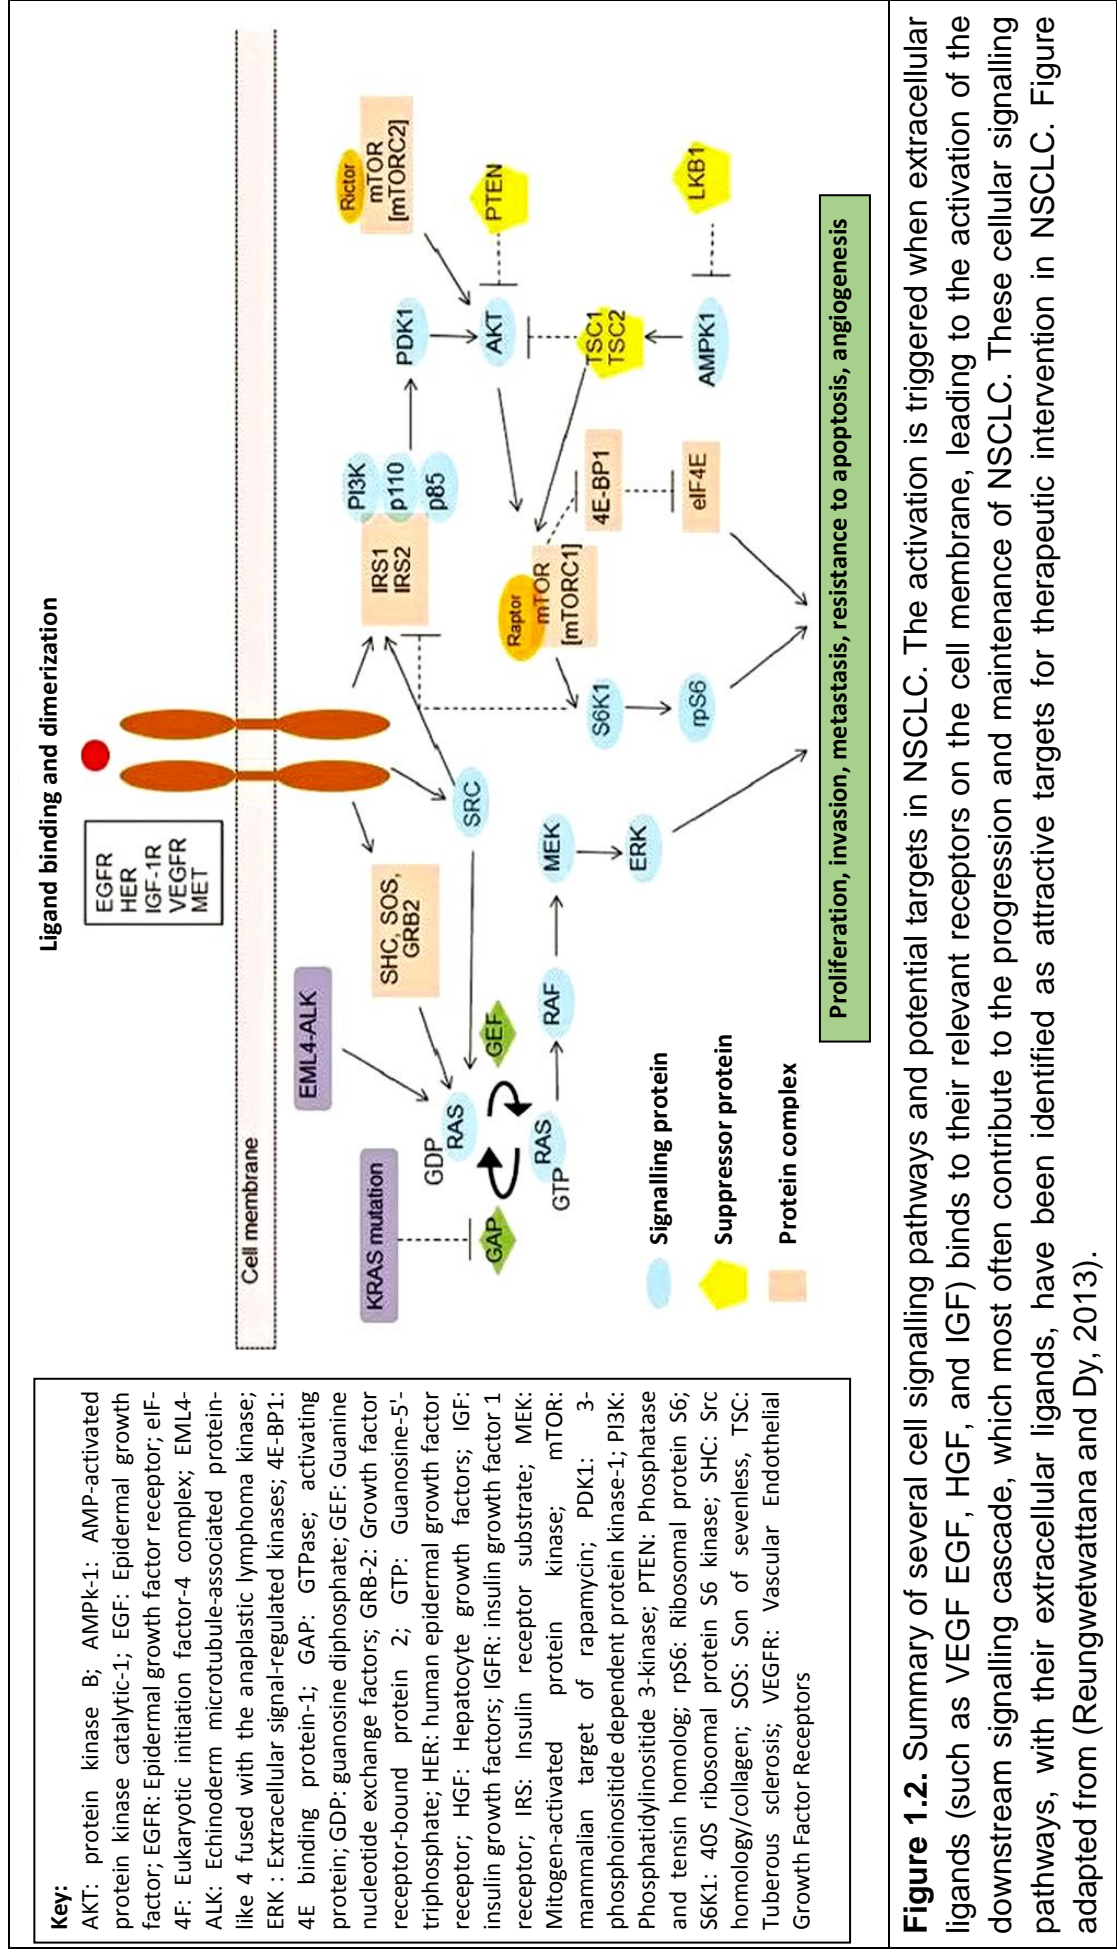 Key:
AKT: protein kinase B; AMPk-1: AMP-activated
protein kinase catalytic-1; EGF: Epidermal growth
factor; EGFR: Epidermal growth factor receptor; eIF-
4F: Eukaryotic initiation factor-4 complex; EML4-
ALK: Echinoderm microtubule-associated protein-
like 4 fused with the anaplastic lymphoma kinase;
ERK : Extracellular signal-regulated kinases; 4E-BP1:
4E binding protein-1; GAP: GTPase; activating
protein; GDP: guanosine diphosphate; GEF: Guanine
nucleotide exchange factors; GRB-2: Growth factor
receptor-bound protein 2; GTP: Guanosine-5'-
triphosphate; HER: human epidermal growth factor
receptor; HGF: Hepatocyte growth factors; IGF:
insulin growth factors; IGFR: insulin growth factor 1
receptor; IRS: Insulin receptor substrate; MEK:
Mitogen-activated protein kinase; mTOR:
mammalian target of rapamycin; PDK1: 3-
phosphoinositide dependent protein kinase-1; PI3K:
Phosphatidylinositide 3-kinase; PTEN: Phosphatase
and tensin homolog; rpS6: Ribosomal protein S6;
S6K1: 40S ribosomal protein S6 kinase; SHC: Src
homology/collagen; SOS: Son of sevenless, TSC:
Tuberous sclerosis; VEGFR: Vascular Endothelial
Growth Factor Receptors
Ligand binding and dimerization
EGFR
HER
IGF-1R
VEGFR
MET
Cell membrane
KRAS mutation
EML4-ALK
SHC, SOS,
GRB2
IRS1
IRS2
PI3K
p110
p85
PDK1
Rictor
mTOR
[mTORC2]
GDP
RAS
GAP
GEF
GTP
RAS
RAF
MEK
ERK
SRC
AKT
PTEN
Raptor
mTOR
[mTORC1]
S6K1
rpS6
4E-BP1
eIF4E
TSC1
TSC2
AMPK1
LKB1
Signalling protein
Suppressor protein
Protein complex
Proliferation, invasion, metastasis, resistance to apoptosis, angiogenesis
Figure 1.2. Summary of several cell signalling pathways and potential targets in NSCLC. The activation is triggered when extracellular
ligands (such as VEGF EGF, HGF, and IGF) binds to their relevant receptors on the cell membrane, leading to the activation of the
downstream signalling cascade, which most often contribute to the progression and maintenance of NSCLC. These cellular signalling
pathways, with their extracellular ligands, have been identified as attractive targets for therapeutic intervention in NSCLC. Figure
adapted from (Reungwetwattana and Dy, 2013).